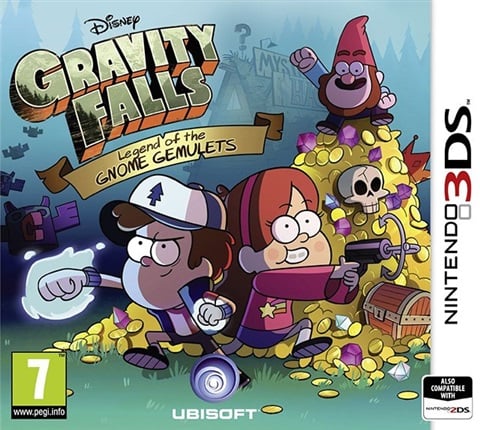 Disney
GRAVITY
FALLS
Legend of the
GNOME GEMULETS
MYS
?
NINTENDO 3DS
7
www.pegi.info
UBISOFT
ALSO
COMPATIBLE
WITH
NINTENDO 2DS